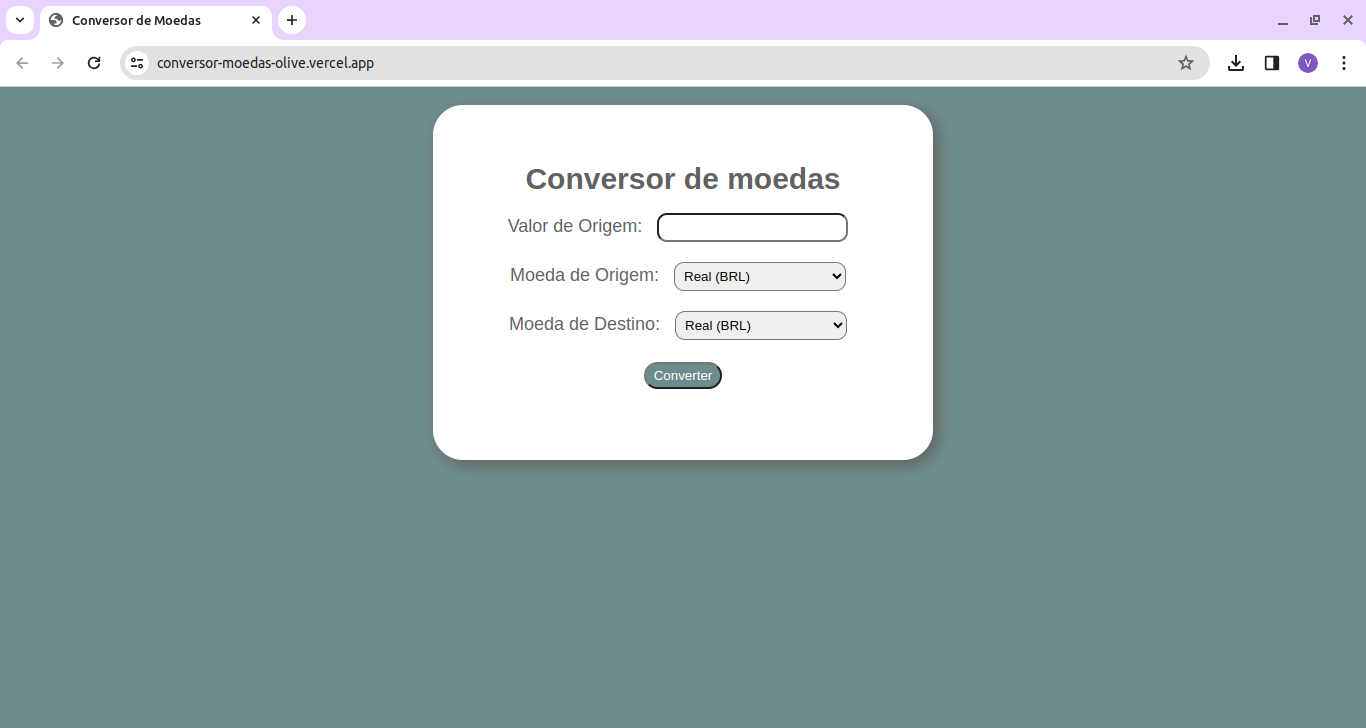 Conversor de Moedas
conversor-moedas-olive.vercel.app
V
Conversor de moedas
Valor de Origem:
Moeda de Origem: Real (BRL)
Moeda de Destino: Real (BRL)
Converter